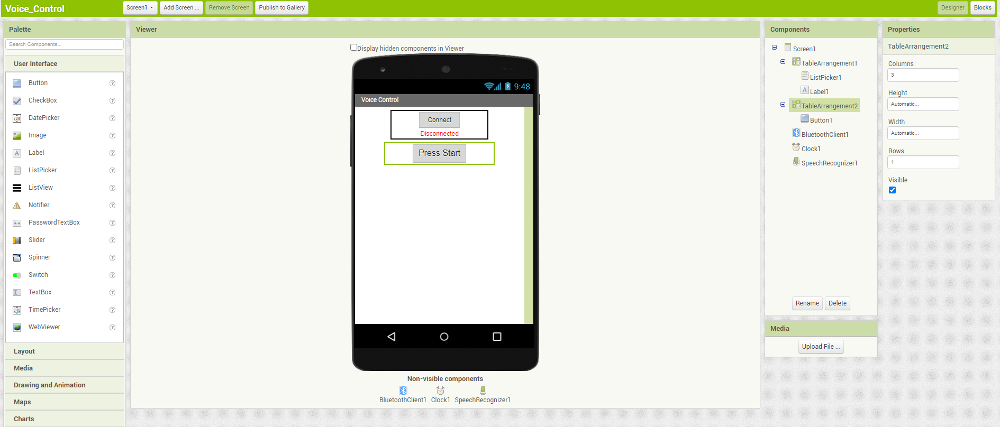 Voice_Control
Screen1
Add Screen ...
Remove Screen
Publish to Gallery
Designer
Blocks
Palette
Search Components...
User Interface
Button
?
CheckBox
?
DatePicker
?
Image
?
Label
?
ListPicker
?
ListView
?
Notifier
?
PasswordTextBox
?
Slider
?
Spinner
?
Switch
?
TextBox
?
TimePicker
?
WebViewer
?
Layout
Media
Drawing and Animation
Maps
Charts
Viewer
Display hidden components in Viewer
9:48
Voice Control
Connect
Disconnected
Press Start
Non-visible components
BluetoothClient1
Clock1
SpeechRecognizer1
Components
Screen1
TableArrangement1
ListPicker1
A
Label1
TableArrangement2
Button1
BluetoothClient1
Clock1
SpeechRecognizer1
Rename
Delete
Media
Upload File ...
Properties
TableArrangement2
Columns
3
Height
Automatic...
Width
Automatic...
Rows
1
Visible